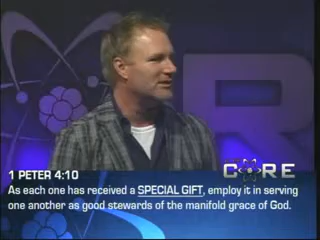 CORE
1 PETER 4:10
As each one has received a SPECIAL GIFT, employ it in serving
one another as good stewards of the manifold grace of God.